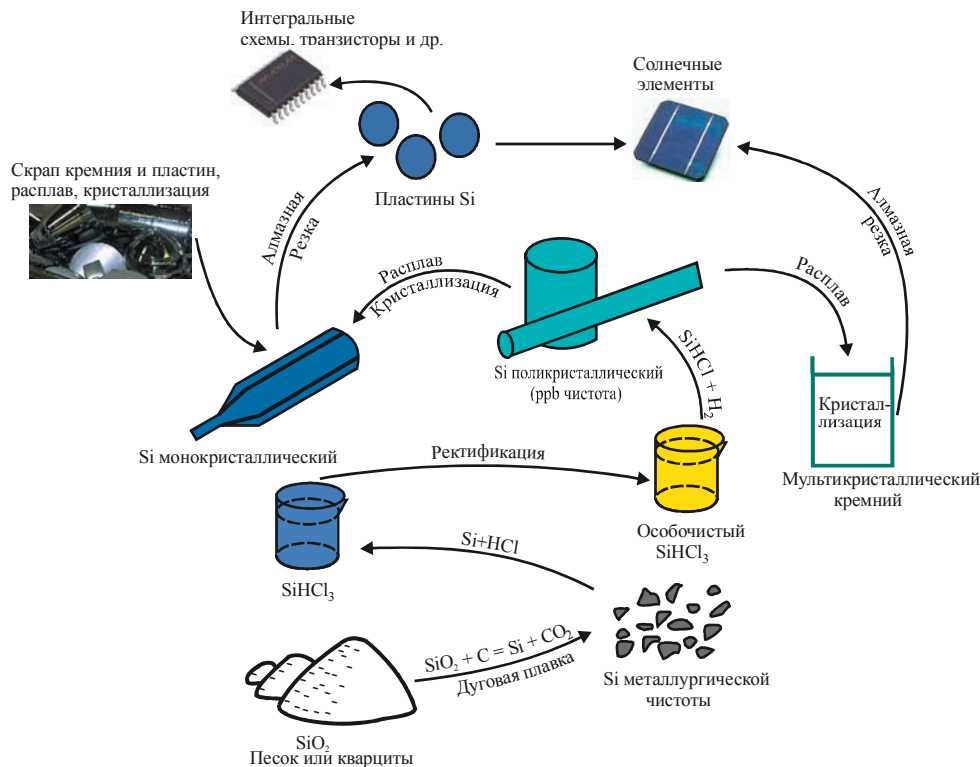 Интегральные
схемы, транзисторы и др.
Солнечные
элементы
Скрап кремния и пластин,
расплав, кристаллизация
Пластины Si
Алмазная
Резка
Алмазная
резка
Расплав
Кристаллизация
Расплав
Si поликристаллический
(ppb чистота)
SiHCl + H₂
Кристал-
лизация
Si монокристаллический
Ректификация
Мультикристаллический
кремний
Особочистый
SiHCl₃
Si+HCl
SiHCl₃
SiO₂ + C = Si + CO₂
Дуговая плавка
Si металлургической
чистоты
SiO₂
Песок или кварциты